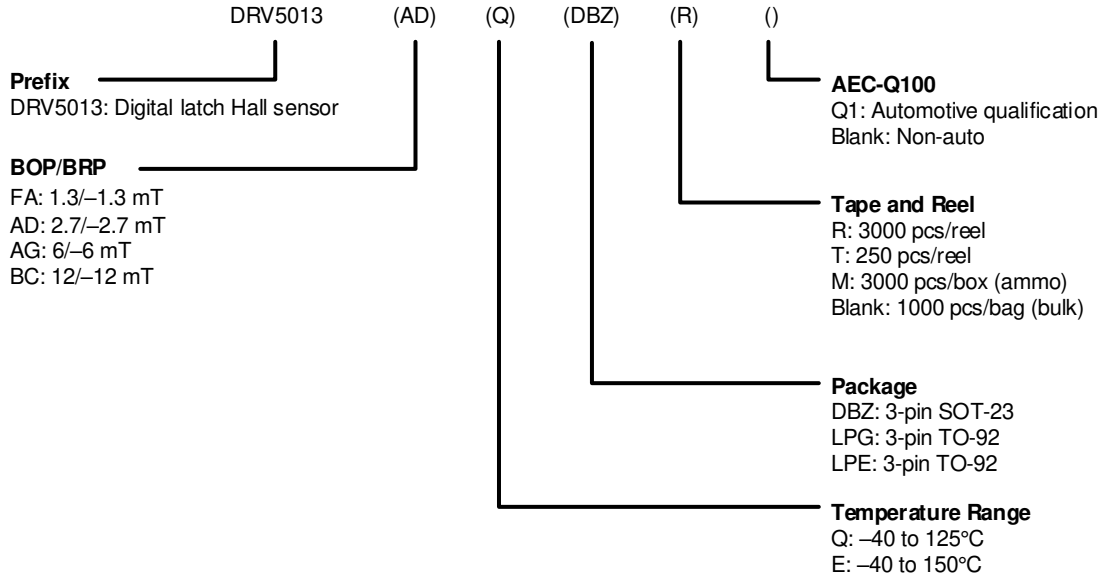 DRV5013 (AD) (Q) (DBZ) (R) ()
Prefix
DRV5013: Digital latch Hall sensor
BOP/BRP
FA: 1.3/–1.3 mT
AD: 2.7/–2.7 mT
AG: 6/–6 mT
BC: 12/–12 mT
AEC-Q100
Q1: Automotive qualification
Blank: Non-auto
Tape and Reel
R: 3000 pcs/reel
T: 250 pcs/reel
M: 3000 pcs/box (ammo)
Blank: 1000 pcs/bag (bulk)
Package
DBZ: 3-pin SOT-23
LPG: 3-pin TO-92
LPE: 3-pin TO-92
Temperature Range
Q: –40 to 125°C
E: –40 to 150°C